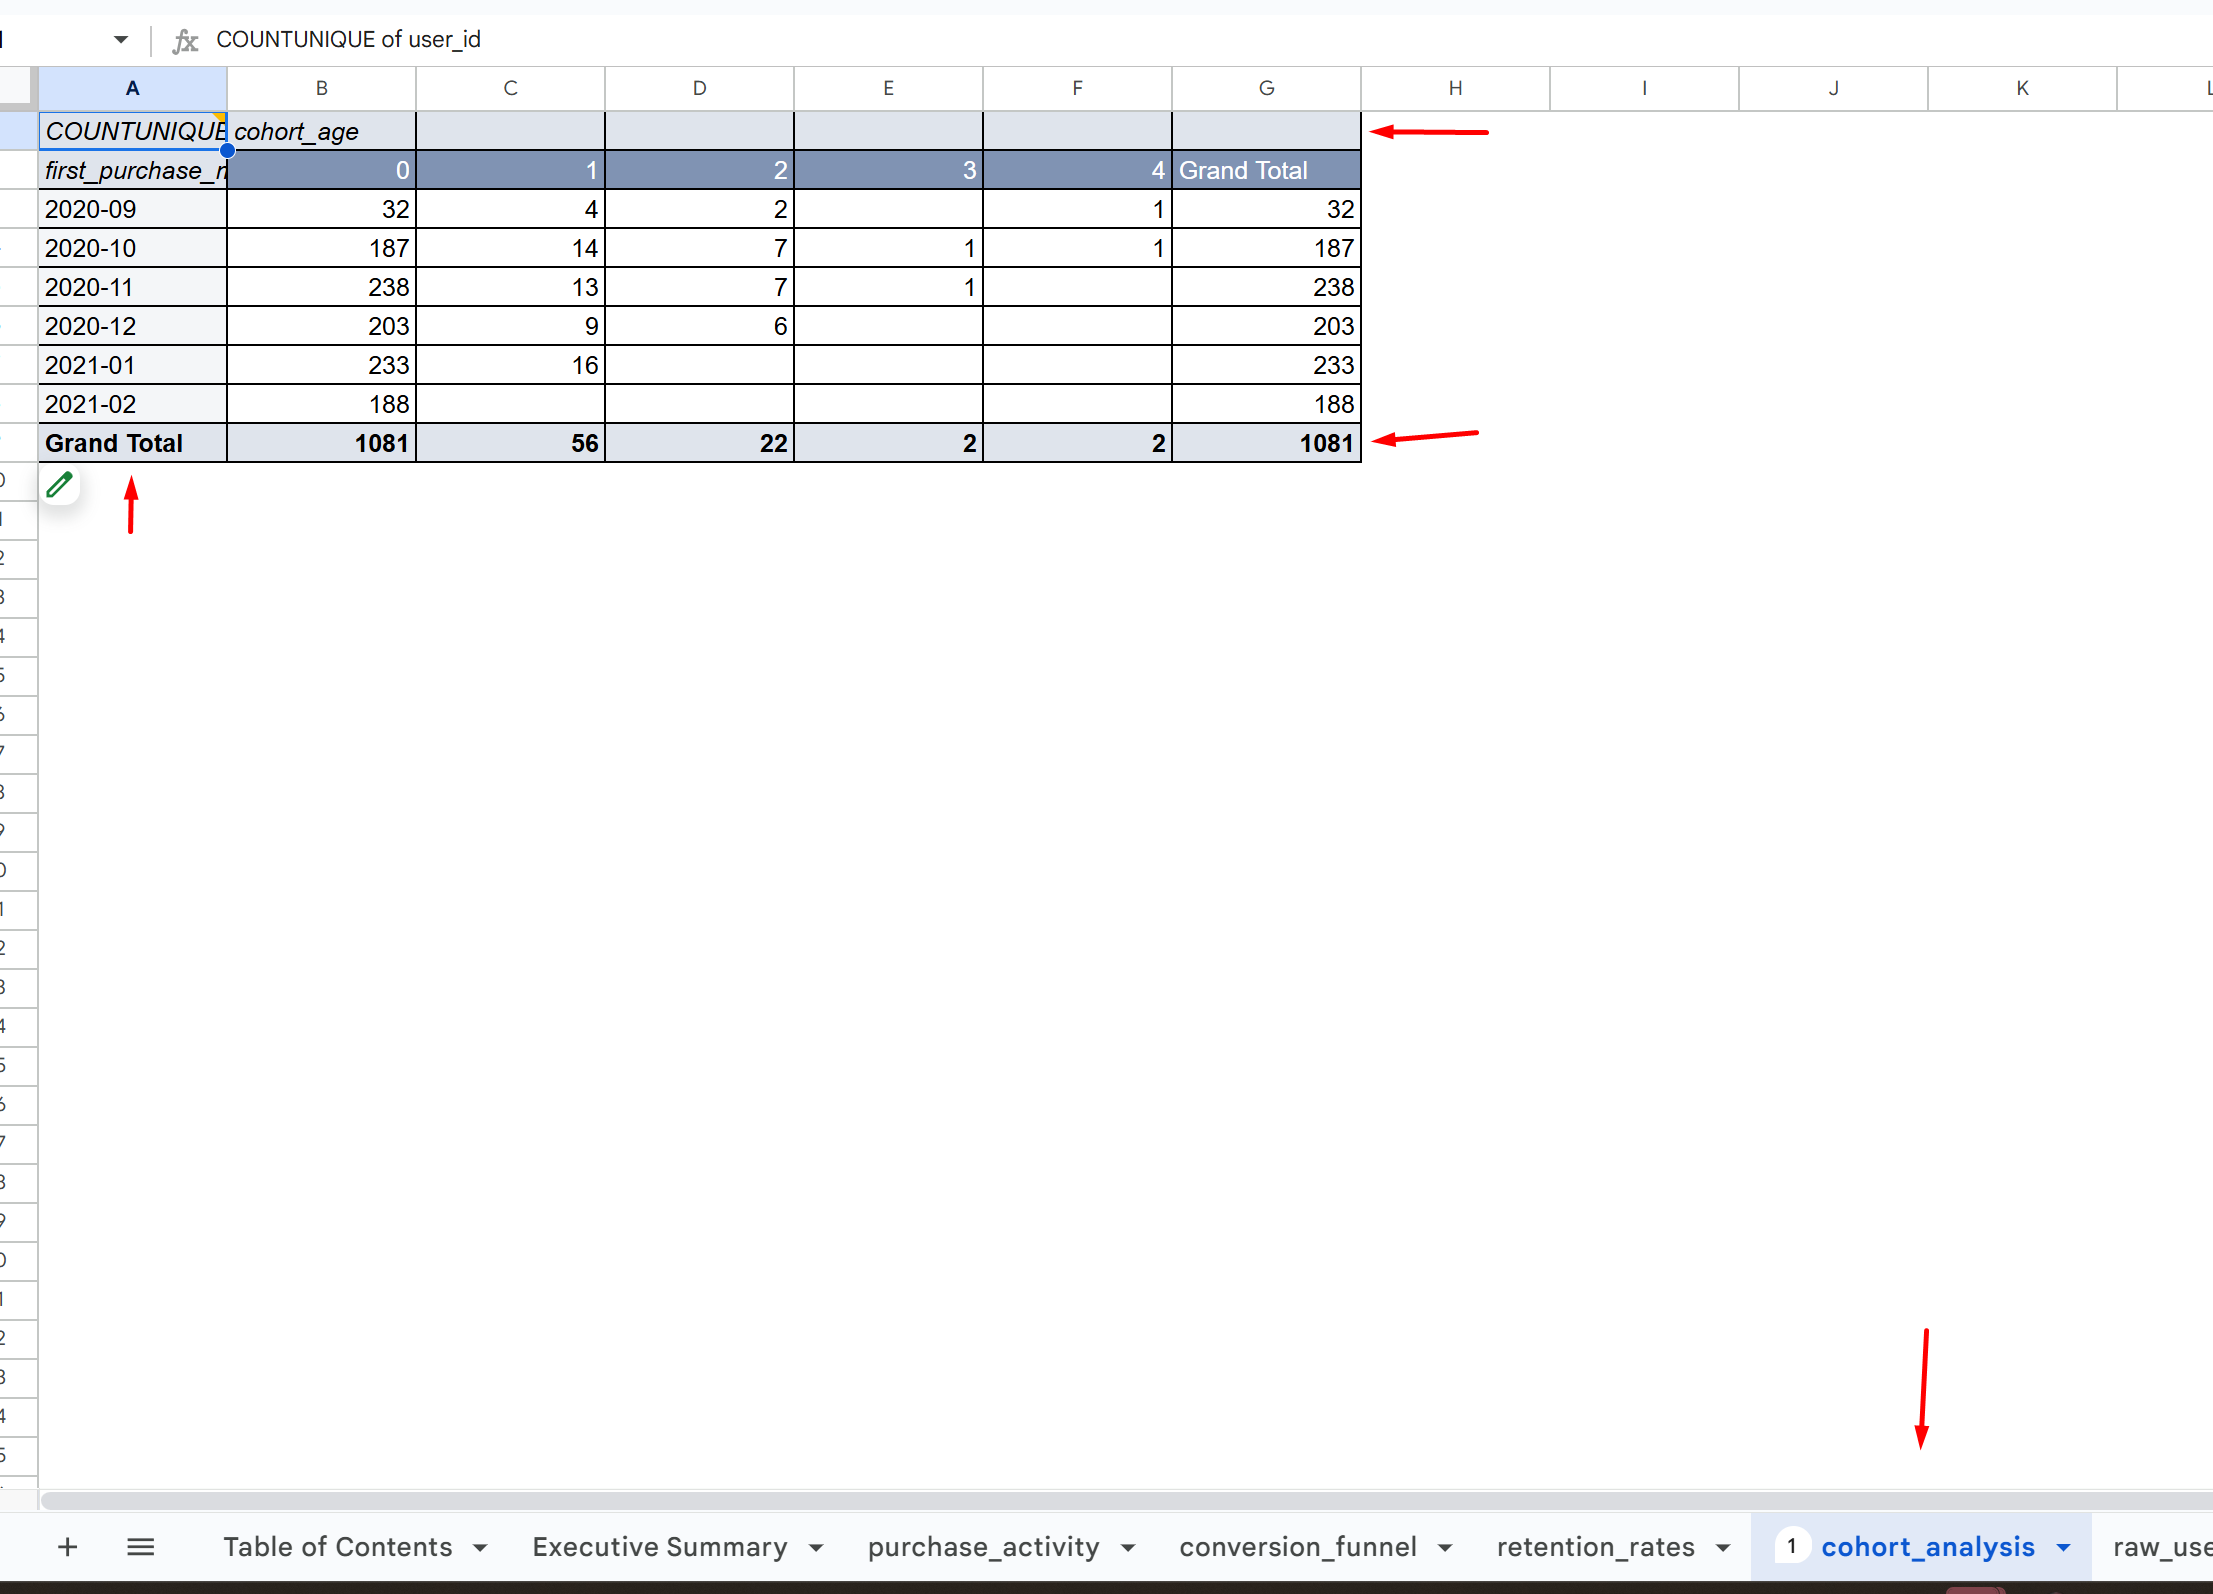 COUNTUNIQUE of user_id
A B C D E F G H I J K
COUNTUNIQUE cohort_age
first_purchase_ 0 1 2 3 4 Grand Total
2020-09 32 4 2 1 32
2020-10 187 14 7 1 1 187
2020-11 238 13 7 1 238
2020-12 203 9 6 203
2021-01 233 16 233
2021-02 188 188
Grand Total 1081 56 22 2 2 1081
Table of Contents Executive Summary purchase_activity conversion_funnel retention_rates 1 cohort_analysis raw_use